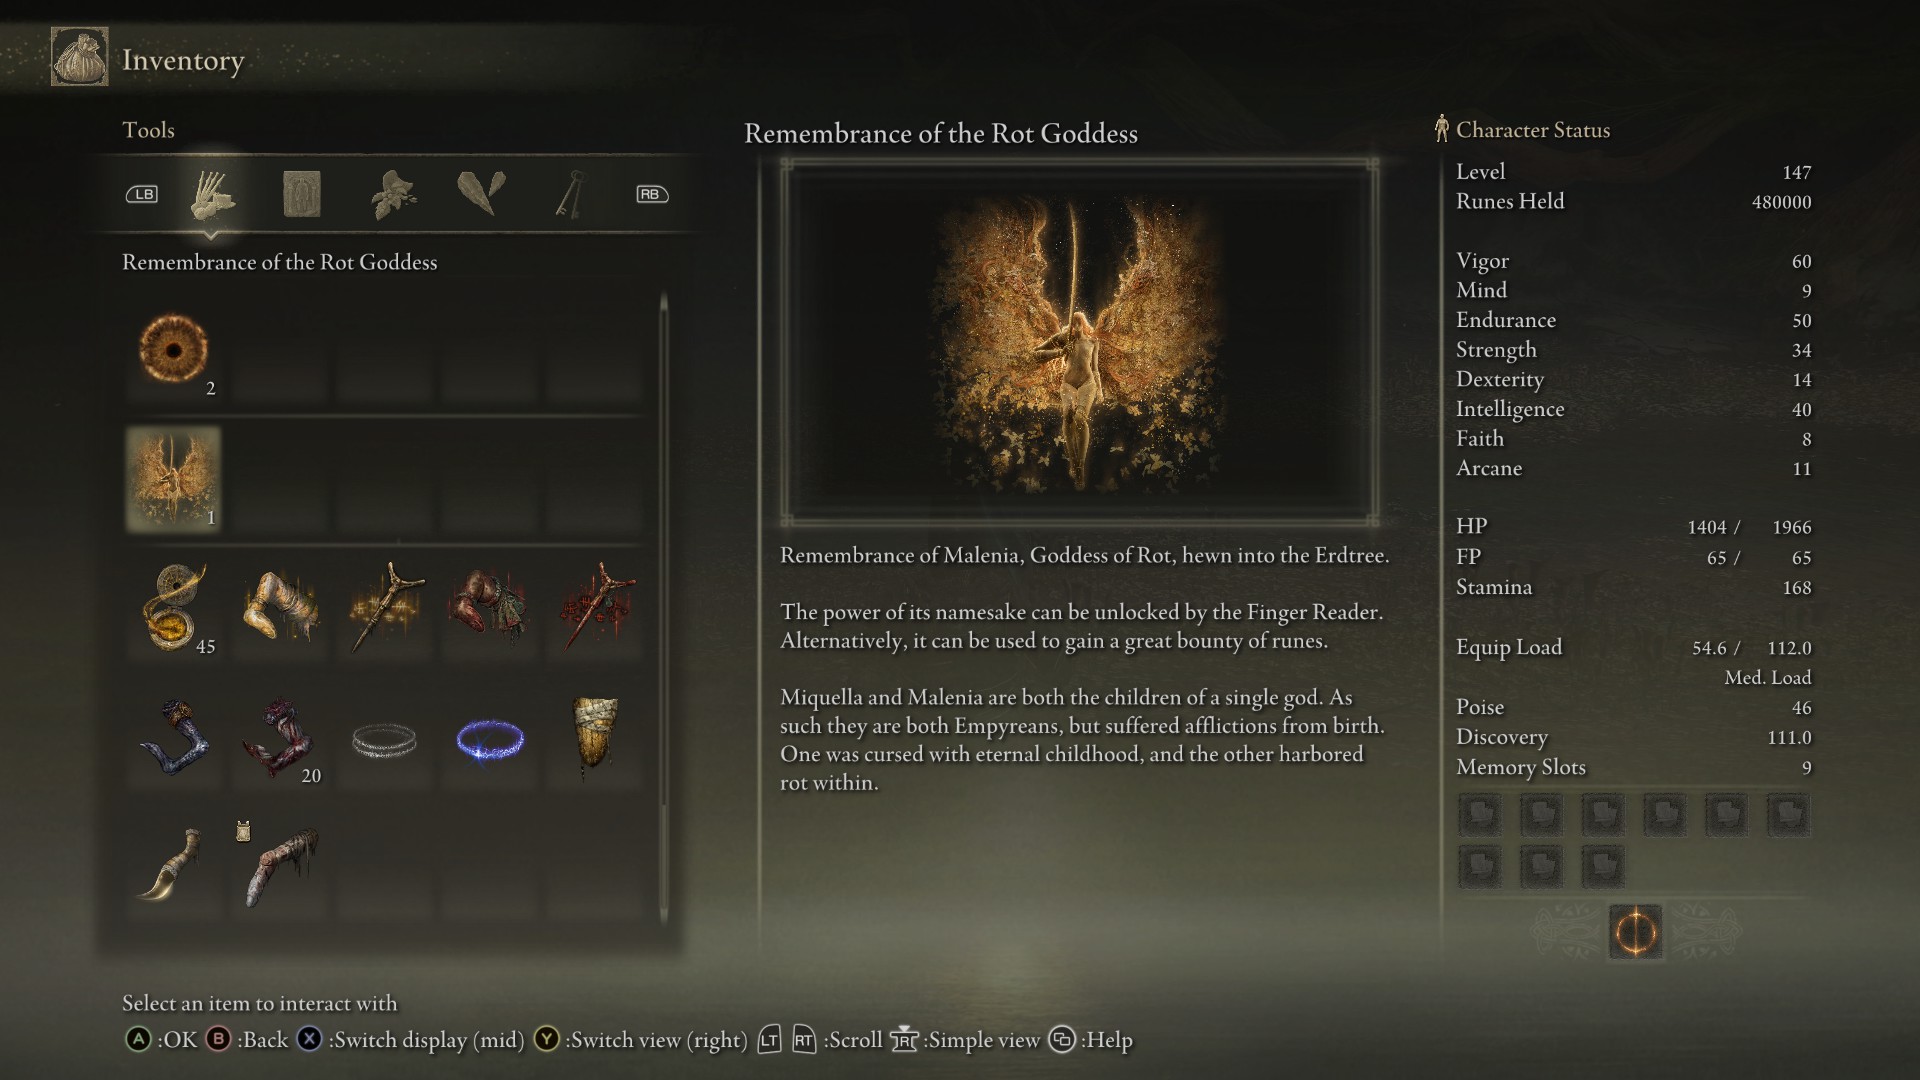 Inventory
Tools
LB
RB
Remembrance of the Rot Goddess
2
1
45
20
Remembrance of the Rot Goddess
Remembrance of Malenia, Goddess of Rot, hewn into the Erdtree.
The power of its namesake can be unlocked by the Finger Reader.
Alternatively, it can be used to gain a great bounty of runes.
Miquella and Malenia are both the children of a single god. As
such they are both Empyreans, but suffered afflictions from birth.
One was cursed with eternal childhood, and the other harbored
rot within.
Character Status
Level 147
Runes Held 480000
Vigor 60
Mind 9
Endurance 50
Strength 34
Dexterity 14
Intelligence 40
Faith 8
Arcane 11
HP 1404 / 1966
FP 65 / 65
Stamina 168
Equip Load 54.6 / 112.0
Med. Load
Poise 46
Discovery 111.0
Memory Slots 9
Select an item to interact with
A :OK B :Back X :Switch display (mid) Y :Switch view (right) LT RT :Scroll R :Simple view :Help